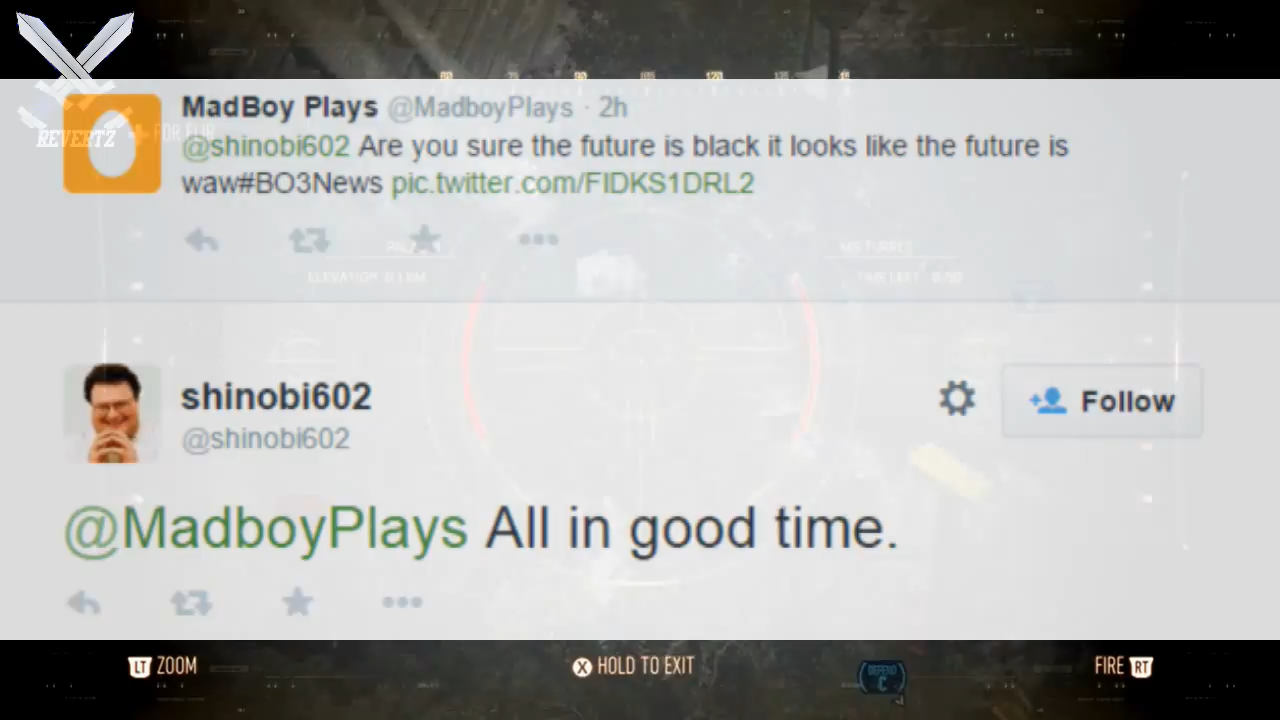 REVERTZ
MadBoy Plays @MadboyPlays · 2h
@shinobi602 Are you sure the future is black it looks like the future is
waw#BO3News pic.twitter.com/FIDKS1DRL2
shinobi602
@shinobi602
Follow
@MadboyPlays All in good time.
LT ZOOM
X HOLD TO EXIT
DEFEND
C
FIRE RT